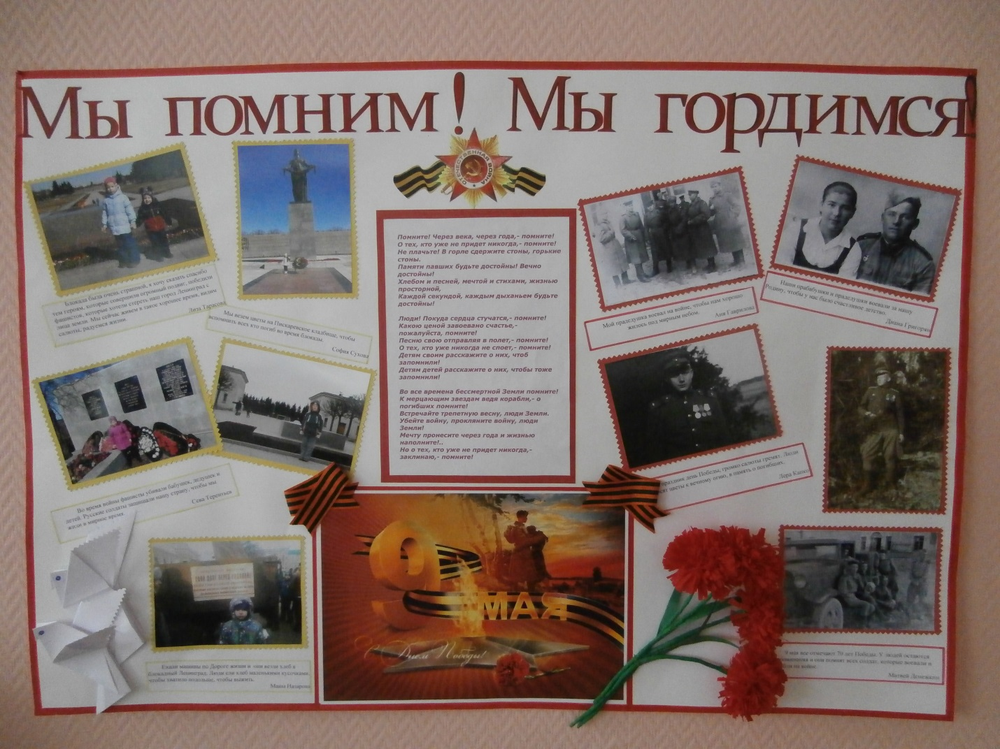 Мы помним! Мы гордимся!
ОТЕЧЕСТВЕННАЯ ВОЙНА
Помните! Через века, через года,- помните!
О тех, кто уже не придет никогда,- помните!
Не плачьте! В горле сдержите стоны, горькие
стоны.
Памяти павших будьте достойны! Вечно
достойны!
Хлебом и песней, мечтой и стихами, жизнью
просторной,
Каждой секундой, каждым дыханьем будьте
достойны!
Люди! Покуда сердца стучатся,- помните!
Какою ценой завоевано счастье,-
пожалуйста, помните!
Песню свою отправляя в полет,- помните!
О тех, кто уже никогда не споет,- помните!
Детям своим расскажите о них, чтоб
запомнили!
Детям детей расскажите о них, чтобы тоже
запомнили!
Во все времена бессмертной Земли помните!
К мерцающим звездам ведя корабли,- о
погибших помните!
Встречайте трепетную весну, люди Земли.
Убейте войну, прокляните войну, люди
Земли!
Мечту пронесите через года и жизнью
наполните!..
Но о тех, кто уже не придет никогда,-
заклинаю,- помните!
Блокада была очень страшной, я хочу сказать спасибо
тем героям, которые совершили огромный подвиг, победили
фашистов, которые хотели стереть наш город Ленинград с
лица земли. Мы сейчас живем в такое хорошее время, видим
салюты, радуемся жизни.
Лиза Тарасова
Мы везем цветы на Пискаревское кладбище, чтобы
вспомнить всех кто погиб во время блокады.
София Сухова
Во время войны фашисты убивали бабушек, дедушек и
детей. Русские солдаты защищали нашу страну, чтобы мы
жили в мирное время.
Сева Терентьев
Ехали машины по Дороге жизни и они везли хлеб в
блокадный Ленинград. Люди ели хлеб маленькими кусочками
чтобы хватило подольше, чтобы выжить.
Маша Назарова
Мой прадедушка воевал на войне, чтобы нам хорошо
жилось под мирным небом.
Аня Гаврилова
Наши прабабушки и прадедушки воевали за нашу
Родину, чтобы у нас было счастливое детство.
Диана Григорян
праздник день Победы, громко салюты гремят. Люди
цветы к вечному огню, в память о погибших.
Лера
9 мая все отмечают 70 лет Победы. У людей остаются
и они помнят всех солдат, которые воевали и
на войне.
Матвей
9 МАЯ
С Днем Победы!